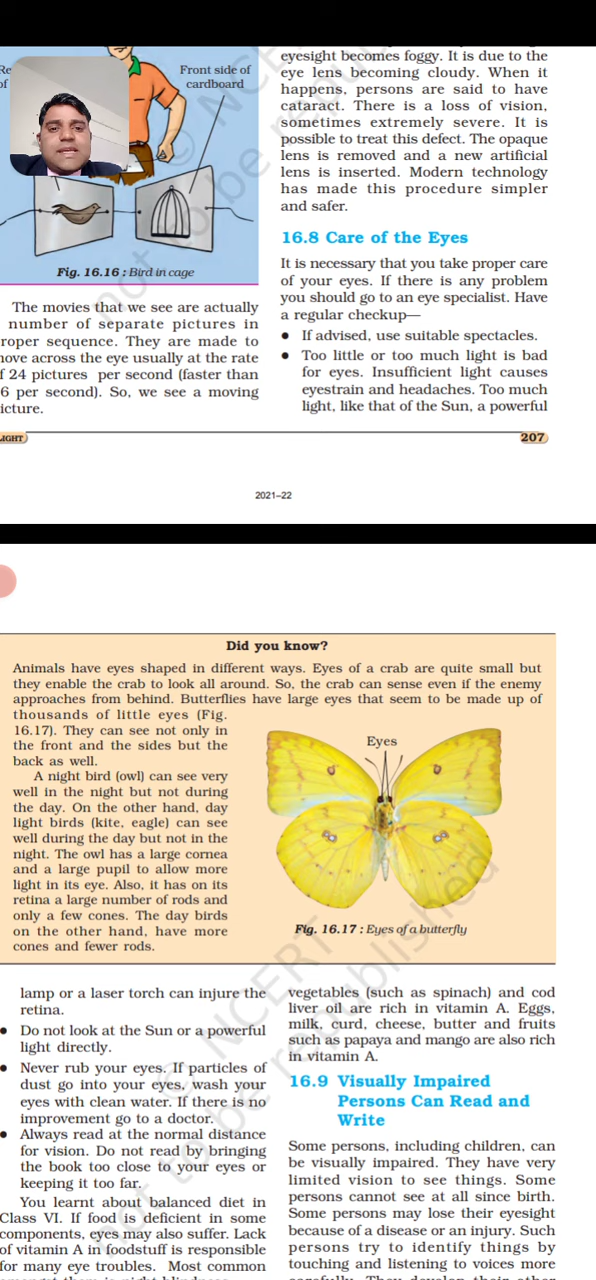 Re
of
Front side of
cardboard
Fig. 16.16 : Bird in cage
The movies that we see are actually
number of separate pictures in
roper sequence. They are made to
nove across the eye usually at the rate
f 24 pictures per second (faster than
6 per second). So, we see a moving
icture.
eyesight becomes foggy. It is due to the
eye lens becoming cloudy. When it
happens, persons are said to have
cataract. There is a loss of vision,
sometimes extremely severe. It is
possible to treat this defect. The opaque
lens is removed and a new artificial
lens is inserted. Modern technology
has made this procedure simpler
and safer.
16.8 Care of the Eyes
It is necessary that you take proper care
of your eyes. If there is any problem
you should go to an eye specialist. Have
a regular checkup—
● If advised, use suitable spectacles.
● Too little or too much light is bad
for eyes. Insufficient light causes
eyestrain and headaches. Too much
light, like that of the Sun, a powerful
LIGHT
207
2021–22
Did you know?
Animals have eyes shaped in different ways. Eyes of a crab are quite small but
they enable the crab to look all around. So, the crab can sense even if the enemy
approaches from behind. Butterflies have large eyes that seem to be made up of
thousands of little eyes (Fig.
16.17). They can see not only in
the front and the sides but the
back as well.
A night bird (owl) can see very
well in the night but not during
the day. On the other hand, day
light birds (kite, eagle) can see
well during the day but not in the
night. The owl has a large cornea
and a large pupil to allow more
light in its eye. Also, it has on its
retina a large number of rods and
only a few cones. The day birds
on the other hand, have more
cones and fewer rods.
Eyes
Fig. 16.17 : Eyes of a butterfly
lamp or a laser torch can injure the
retina.
● Do not look at the Sun or a powerful
light directly.
● Never rub your eyes. If particles of
dust go into your eyes, wash your
eyes with clean water. If there is no
improvement go to a doctor.
● Always read at the normal distance
for vision. Do not read by bringing
the book too close to your eyes or
keeping it too far.
You learnt about balanced diet in
Class VI. If food is deficient in some
components, eyes may also suffer. Lack
of vitamin A in foodstuff is responsible
for many eye troubles. Most common
amongst them is night blindness.
vegetables (such as spinach) and cod
liver oil are rich in vitamin A. Eggs,
milk, curd, cheese, butter and fruits
such as papaya and mango are also rich
in vitamin A.
16.9 Visually Impaired
Persons Can Read and
Write
Some persons, including children, can
be visually impaired. They have very
limited vision to see things. Some
persons cannot see at all since birth.
Some persons may lose their eyesight
because of a disease or an injury. Such
persons try to identify things by
touching and listening to voices more
carefully. They develop their other
© NCERT
not to be republished